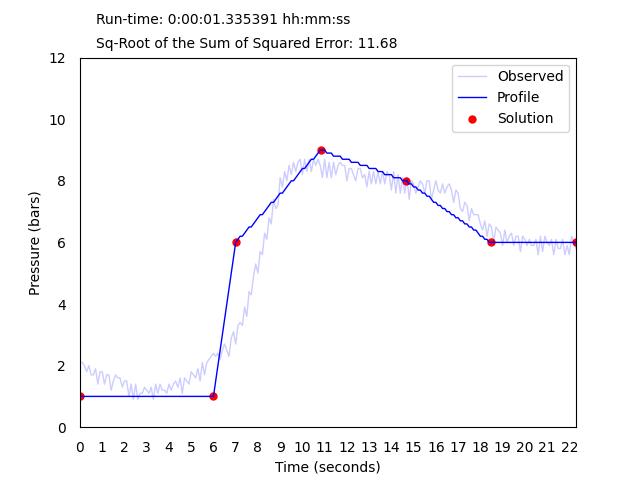 Run-time: 0:00:01.335391 hh:mm:ss
Sq-Root of the Sum of Squared Error: 11.68
12
10
8
6
4
2
0
Pressure (bars)
Observed
Profile
Solution
0 1 2 3 4 5 6 7 8 9 10 11 12 13 14 15 16 17 18 19 20 21 22
Time (seconds)